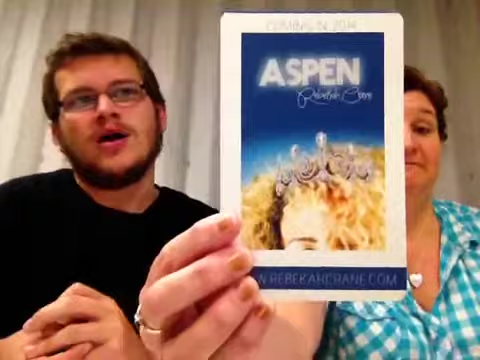 COMING IN 2014
ASPEN
Rebekah Crane
WWW.REBEKAHCRANE.COM